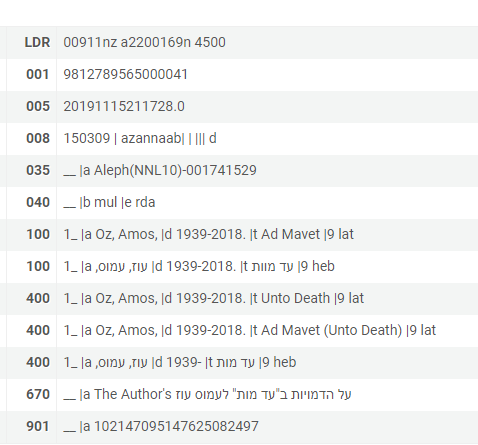 LDR 00911nz a2200169n 4500
001 9812789565000041
005 20191115211728.0
008 150309 | azannaab| | ||| d
035 __ |a Aleph(NNL10)-001741529
040 __ |b mul |e rda
100 1_ |a Oz, Amos, |d 1939-2018. |t Ad Mavet |9 lat
100 1_ |a עוז, עמוס, |d 1939-2018. |t עד מוות |9 heb
400 1_ |a Oz, Amos, |d 1939-2018. |t Unto Death |9 lat
400 1_ |a Oz, Amos, |d 1939-2018. |t Ad Mavet (Unto Death) |9 lat
400 1_ |a עוז, עמוס, |d 1939- |t עד מות |9 heb
670 __ |a The Author's על הדמויות ב"עד מות" לעמוס עוז
901 __ |a 102147095147625082497